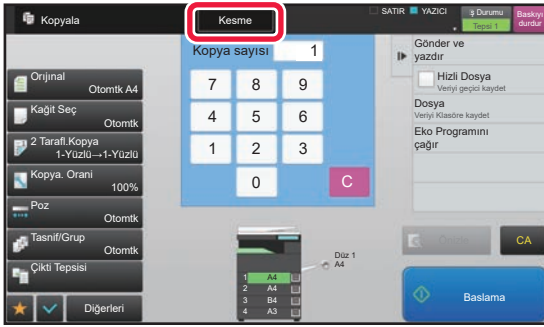 Kopyala
Kesme
SATIR
YAZICI
ş Durumu
Tepsi 1
Baskıyı
durdur
Kopya sayısı 1
7 8 9
4 5 6
1 2 3
0 C
Orıjınal
Otomtk A4
Kağit Seç
Otomtk
2 Tarafl.Kopya
1-Yüzlü→1-Yüzlü
Kopya. Orani
100%
Poz
Otomtk
Tasnif/Grup
Otomtk
Çikti Tepsisi
Diğerleri
Gönder ve
yazdır
Hizli Dosya
Veriyi geçici kaydet
Dosya
Veriyi Klasöre kaydet
Eko Programını
çağır
Düz 1
A4
1 A4
2 A4
3 B4
4 A3
CA
Baslama